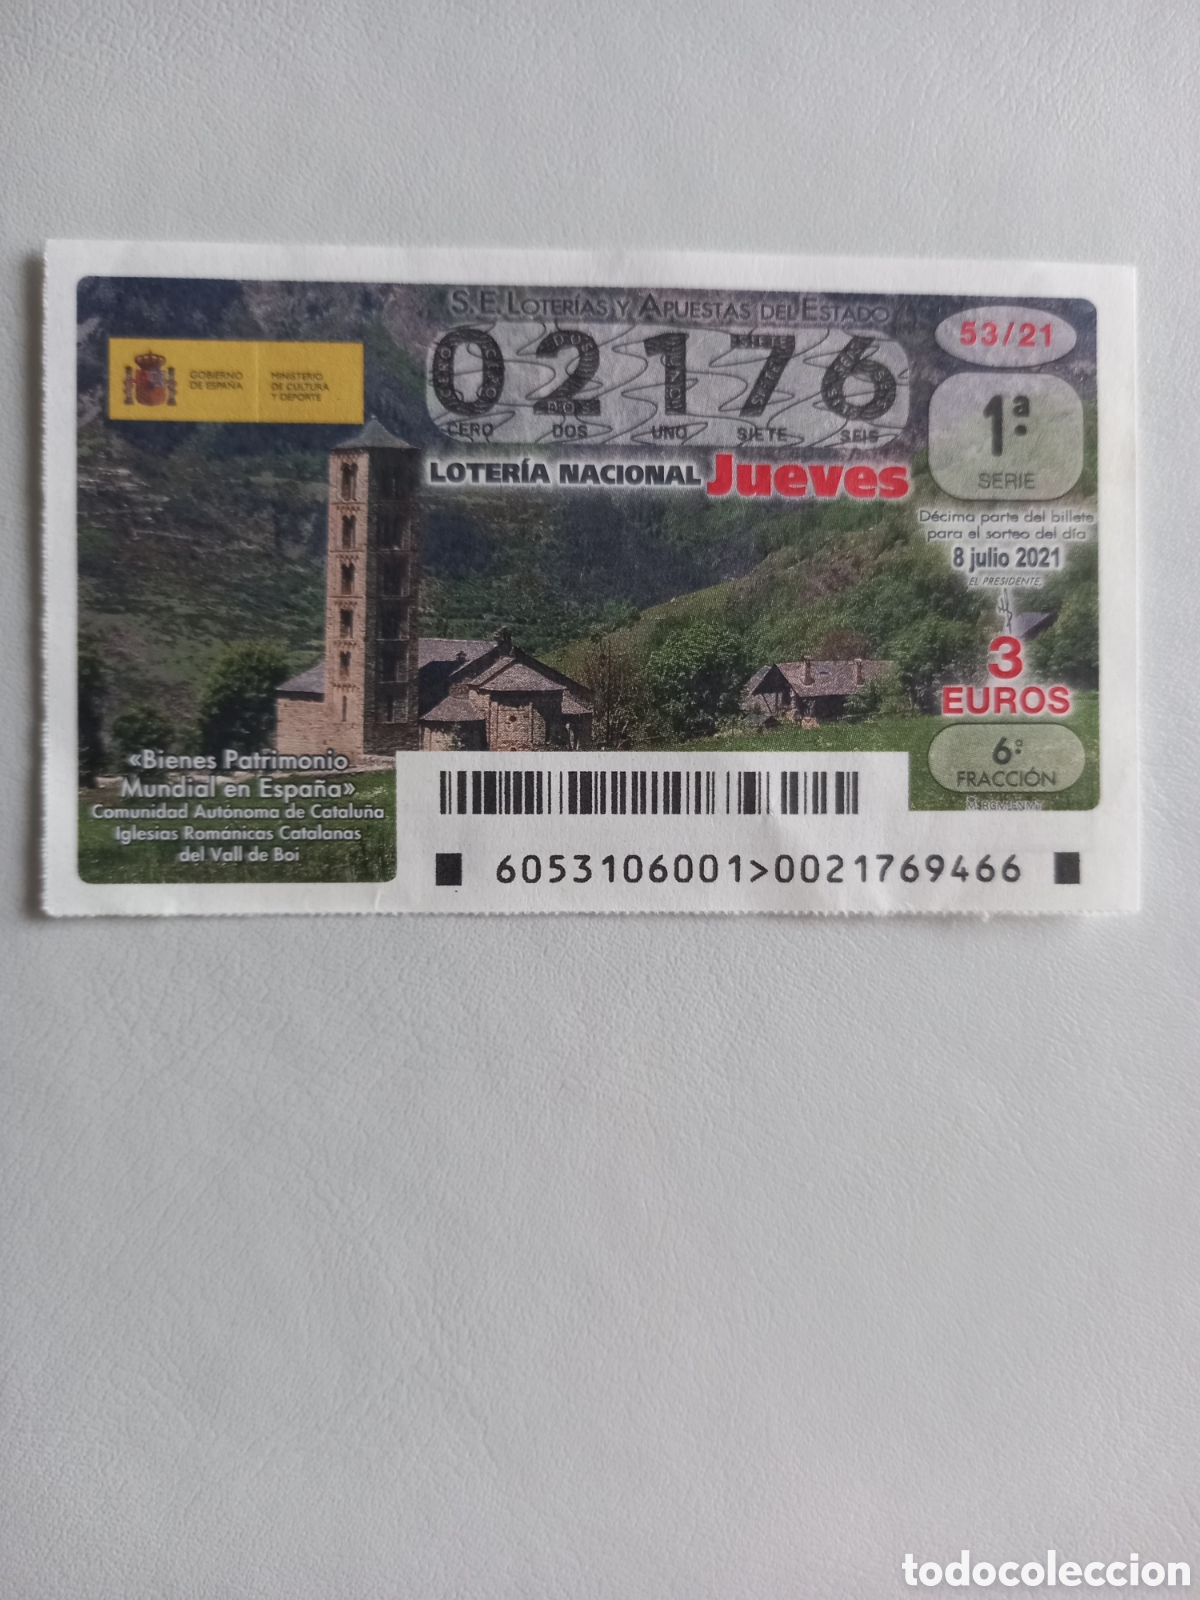 S. E. LOTERÍAS Y APUESTAS DEL ESTADO
GOBIERNO DE ESPAÑA
MINISTERIO DE CULTURA Y DEPORTE
02176
CERO DOS UNO SIETE SEIS
LOTERÍA NACIONAL Jueves
53/21
1ª
SERIE
Décima parte del billete
para el sorteo del día
8 julio 2021
EL PRESIDENTE,
3
EUROS
6ª
FRACCIÓN
«Bienes Patrimonio
Mundial en España»
Comunidad Autónoma de Cataluña
Iglesias Románicas Catalanas
del Vall de Boi
6053106001>0021769466
todocoleccion